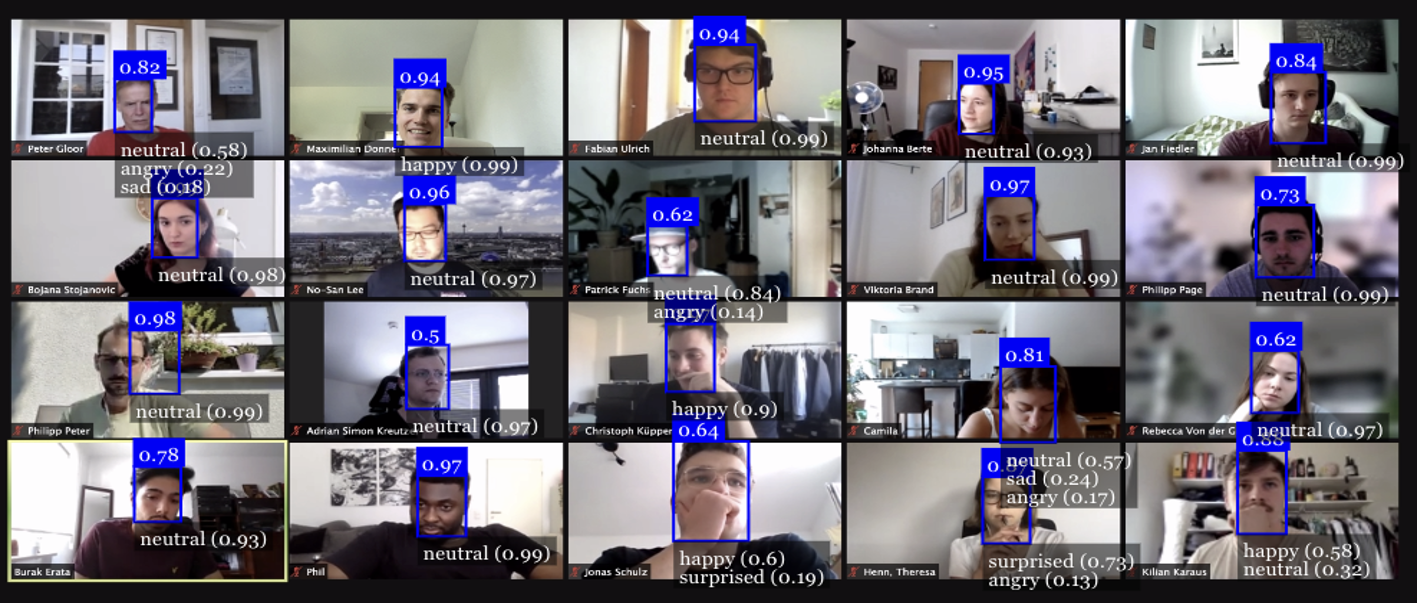 0.82
0.94
0.94
0.95
0.84
Peter Gloor
neutral (0.58)
angry (0.22)
sad (0.18)
Maximilian Donne
happy (0.99)
Fabian Ulrich
neutral (0.99)
Johanna Berte
neutral (0.93)
Jan Fiedler
neutral (0.99)
0.96
0.62
0.97
0.73
Bojana Stojanovic
neutral (0.98)
No-San Lee
neutral (0.97)
Patrick Fuchs
neutral (0.84)
angry (0.14)
Viktoria Brand
neutral (0.99)
Philipp Page
neutral (0.99)
0.98
0.5
0.81
0.62
Philipp Peter
neutral (0.99)
Adrian Simon Kreutz
neutral (0.97)
Christoph Küpper
happy (0.9)
Camila
neutral (0.57)
sad (0.24)
angry (0.17)
Rebecca Von der G
neutral (0.97)
0.78
0.97
0.64
0.88
Burak Erata
neutral (0.93)
Phil
neutral (0.99)
Jonas Schulz
happy (0.6)
surprised (0.19)
Henn, Theresa
surprised (0.73)
angry (0.13)
Kilian Karaus
happy (0.58)
neutral (0.32)